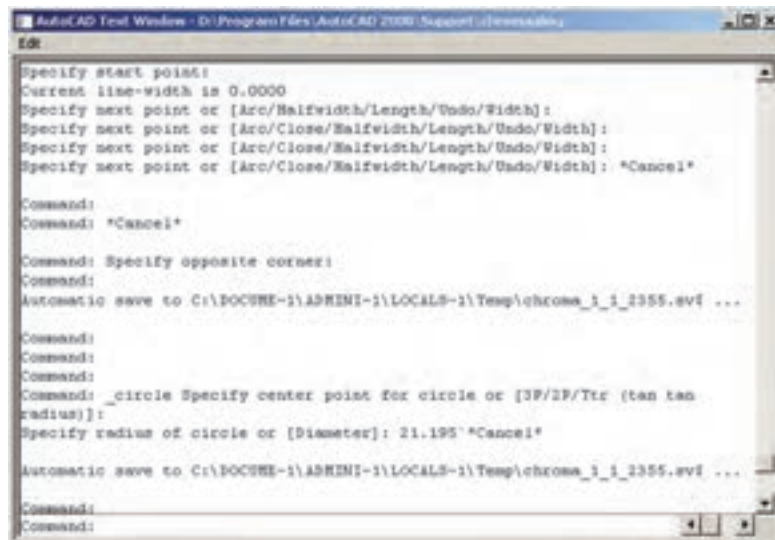 AutoCAD Text Window - D:\Program Files\AutoCAD 2000\Support\
Edit
Specify start point:
Current line-width is 0.0000
Specify next point or [Arc/Halfwidth/Length/Undo/Width]:
Specify next point or [Arc/Close/Halfwidth/Length/Undo/Width]:
Specify next point or [Arc/Close/Halfwidth/Length/Undo/Width]:
Specify next point or [Arc/Close/Halfwidth/Length/Undo/Width]: *Cancel*
Command:
Command: *Cancel*
Command: Specify opposite corner:
Command:
Automatic save to C:\DOCUME~1\ADMINI~1\LOCALS~1\Temp\chroma_1_1_2355.sv$ ...
Command:
Command:
Command:
Command: _circle Specify center point for circle or [3P/2P/Ttr (tan tan
radius)]:
Specify radius of circle or [Diameter]: 21.195`*Cancel*
Automatic save to C:\DOCUME~1\ADMINI~1\LOCALS~1\Temp\chroma_1_1_2355.sv$ ...
Command:
Command: